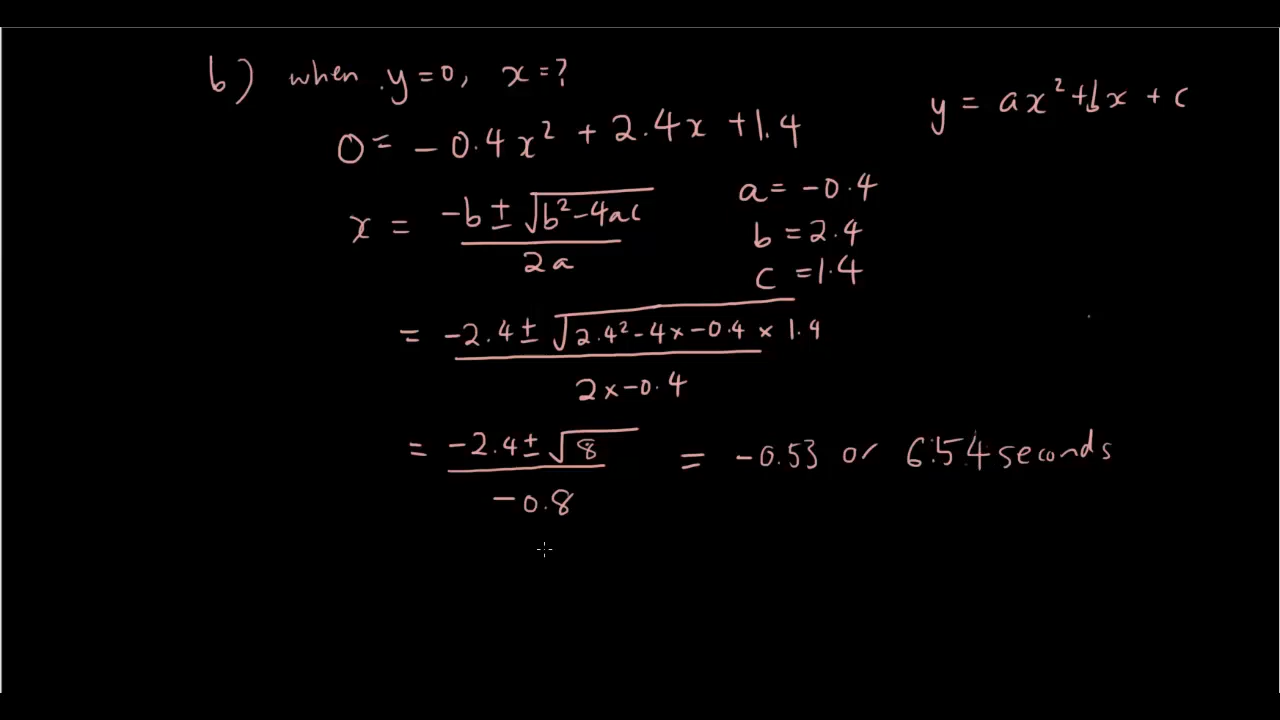 b) when y=0, x=?
y = ax²+bx + c
0= -0.4x² + 2.4x +1.4
x = -b ± √b²-4ac / 2a
a= -0.4
b =2.4
c =1.4
= -2.4± √2.4²-4x-0.4 x 1.4 / 2x-0.4
= -2.4± √8 / -0.8 = -0.53 or 6.54 seconds